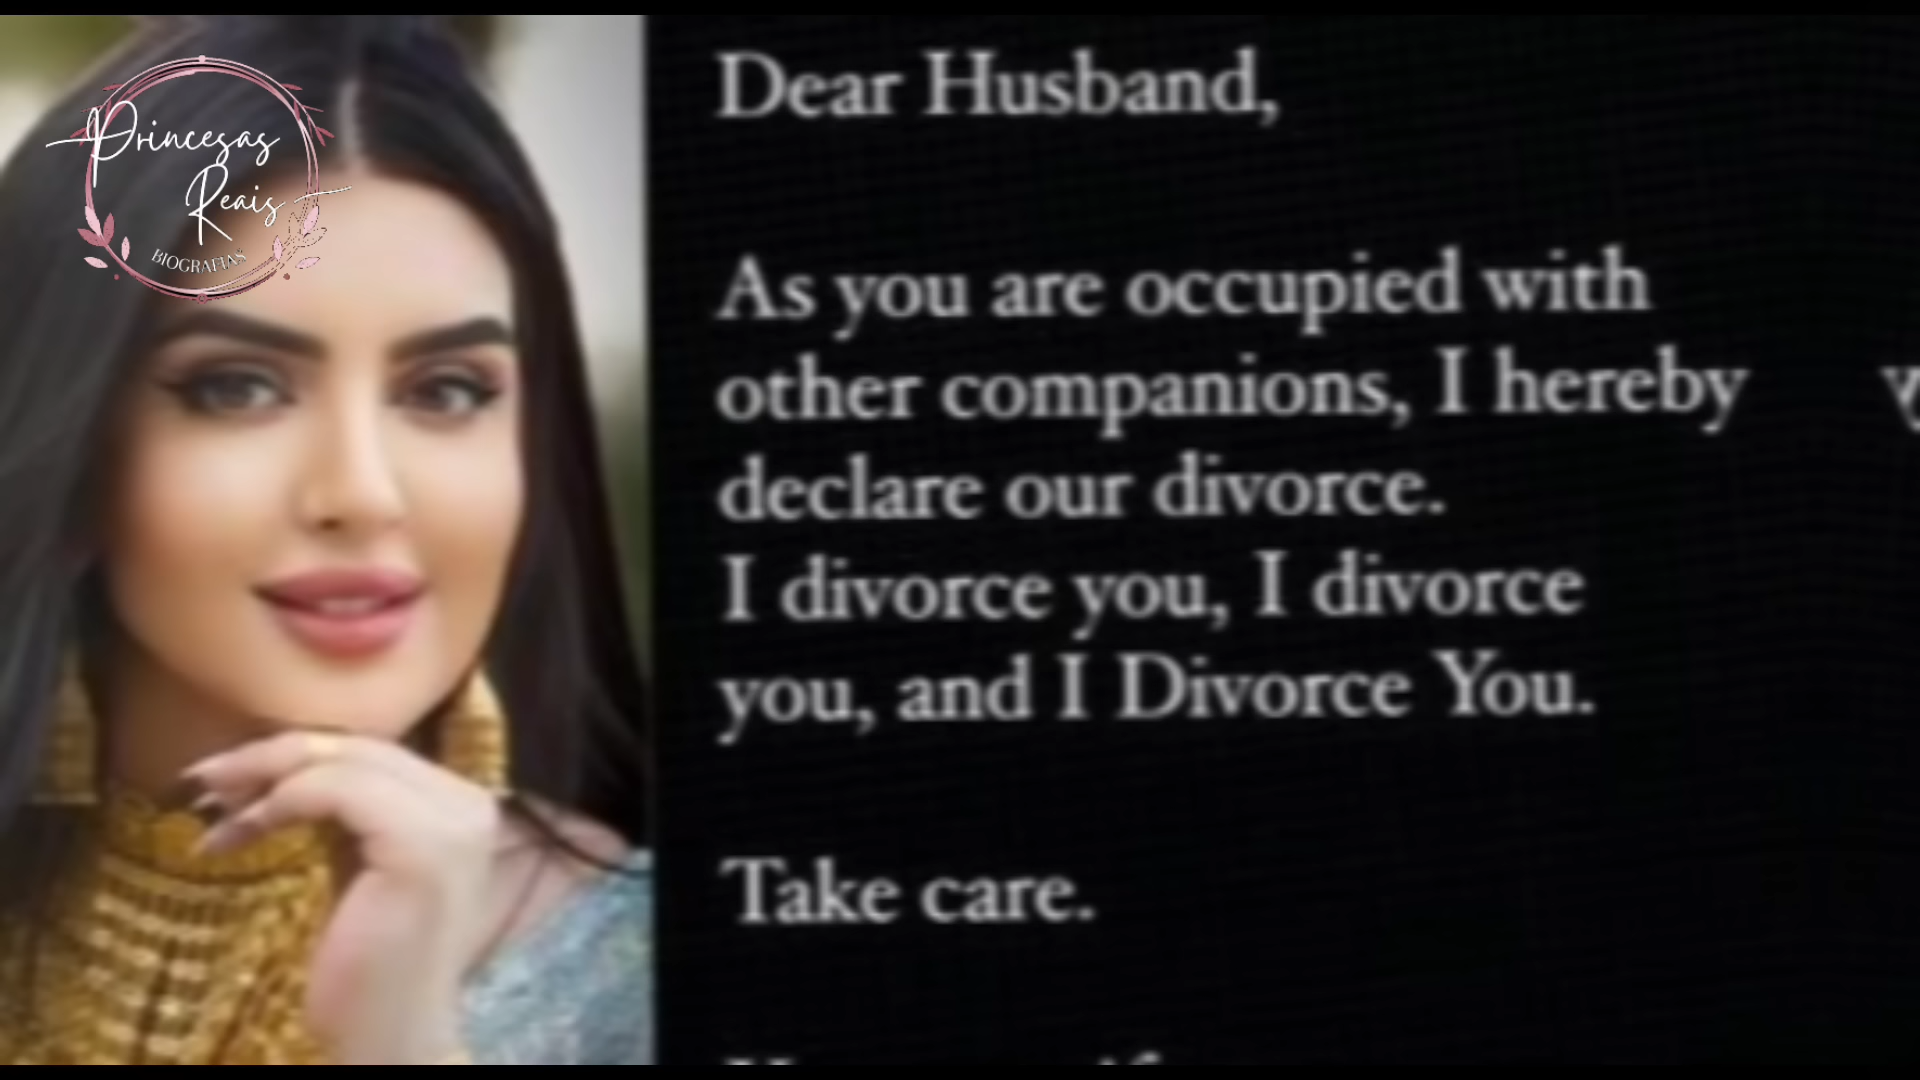 Princesas
Reais
BIOGRAFIAS
Dear Husband,
As you are occupied with
other companions, I hereby
declare our divorce.
I divorce you, I divorce
you, and I Divorce You.
Take care.